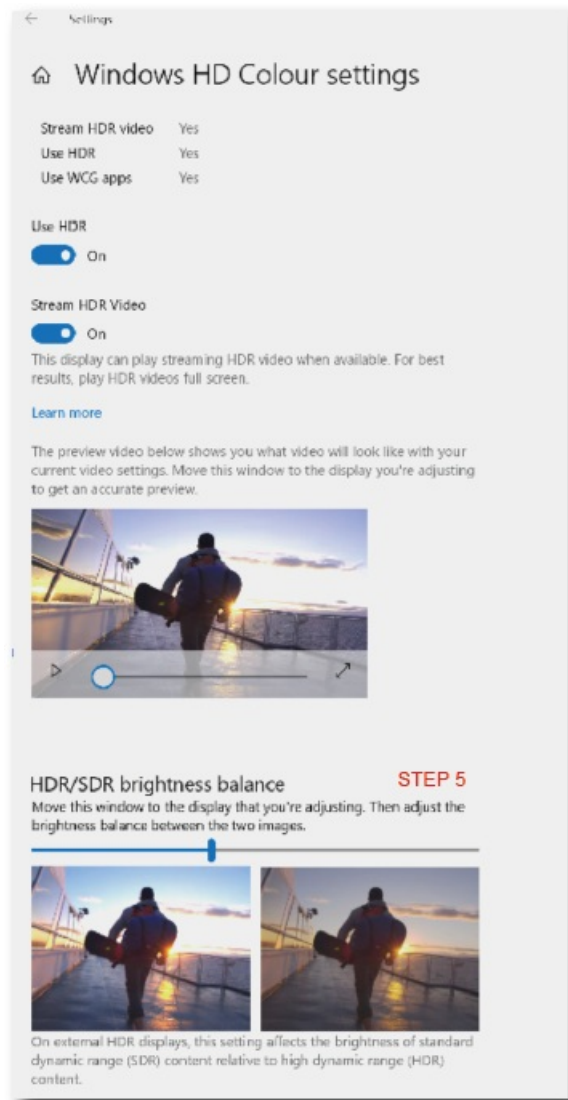 Settings
Windows HD Colour settings
Stream HDR video Yes
Use HDR Yes
Use WCG apps Yes
Use HDR
On
Stream HDR Video
On
This display can play streaming HDR video when available. For best
results, play HDR videos full screen.
Learn more
The preview video below shows you what video will look like with your
current video settings. Move this window to the display you're adjusting
to get an accurate preview.
HDR/SDR brightness balance STEP 5
Move this window to the display that you're adjusting. Then adjust the
brightness balance between the two images.
On external HDR displays, this setting affects the brightness of standard
dynamic range (SDR) content relative to high dynamic range (HDR)
content.